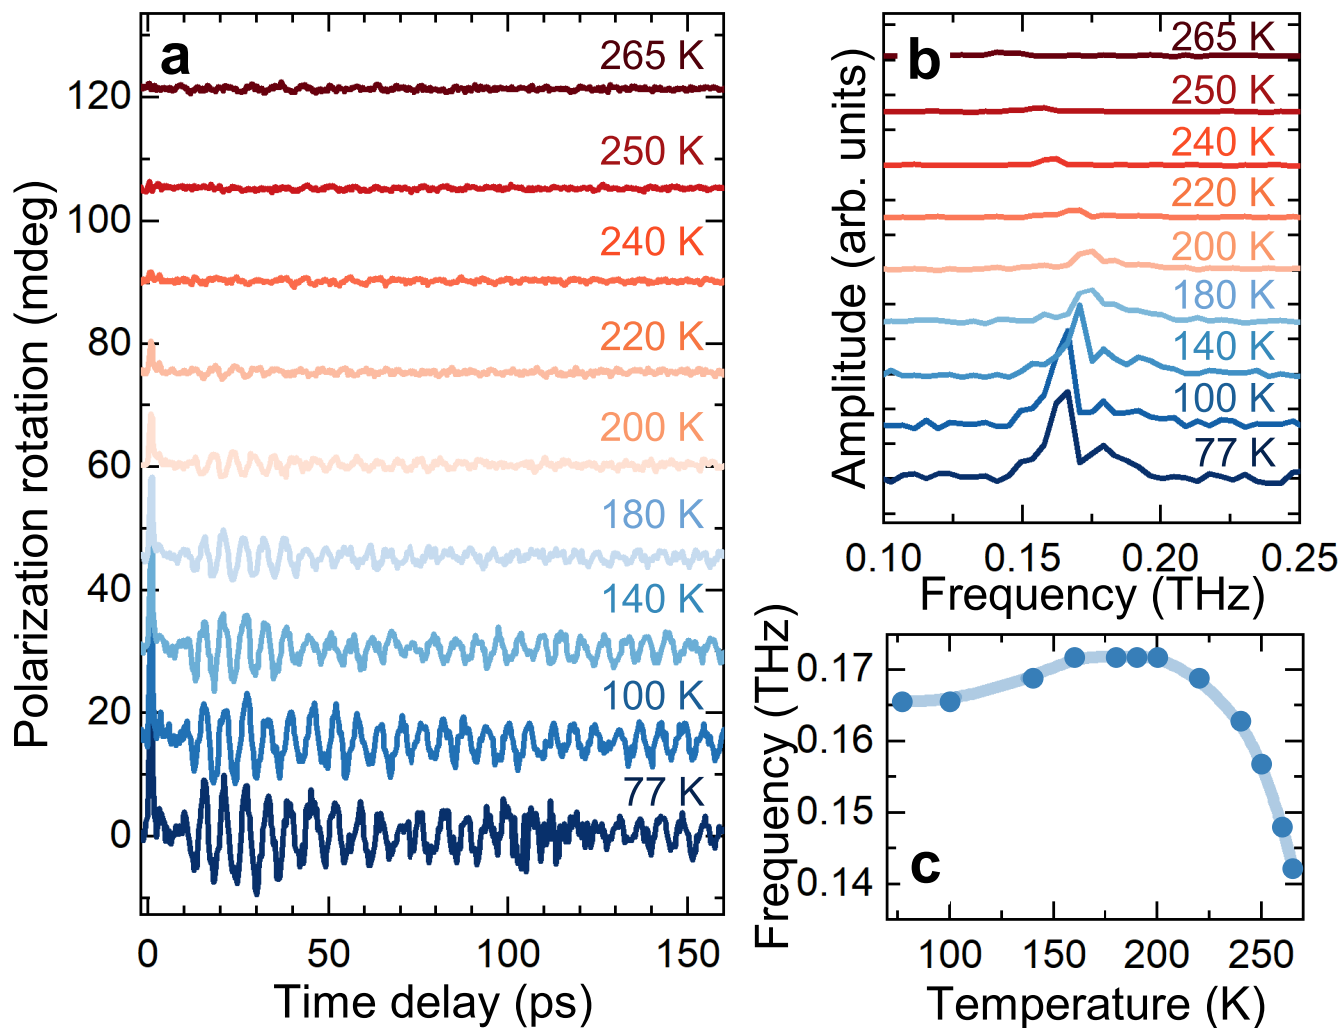 a
Polarization rotation (mdeg)
120
100
80
60
40
20
0
265 K
250 K
240 K
220 K
200 K
180 K
140 K
100 K
77 K
0
50
100
150
Time delay (ps)
b
Amplitude (arb. units)
265 K
250 K
240 K
220 K
200 K
180 K
140 K
100 K
77 K
0.10
0.15
0.20
0.25
Frequency (THz)
Frequency (THz)
0.17
0.16
0.15
0.14
c
100
150
200
250
Temperature (K)